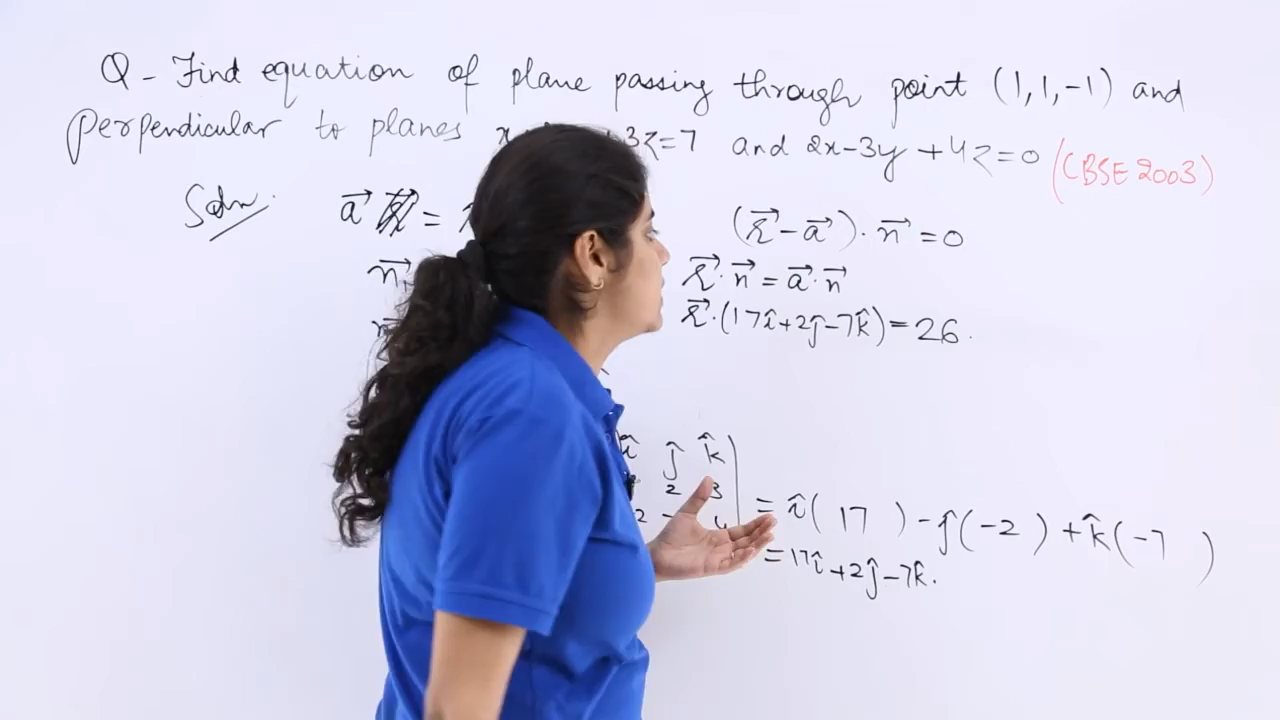 Q - Find equation of plane passing through point (1,1,-1) and
perpendicular to planes x 3z=7 and 2x-3y+4z=0 (CBSE 2003)
Soln.
a⃗ =
(r⃗-a⃗)·n⃗=0
n⃗₁
r⃗·n⃗=a⃗·n⃗
r⃗·(17î+2ĵ-7k̂)=26.
î ĵ k̂
2 3
2 - 4
= î( 17 ) - ĵ(-2 ) + k̂(-7 )
= 17î+2ĵ-7k̂.